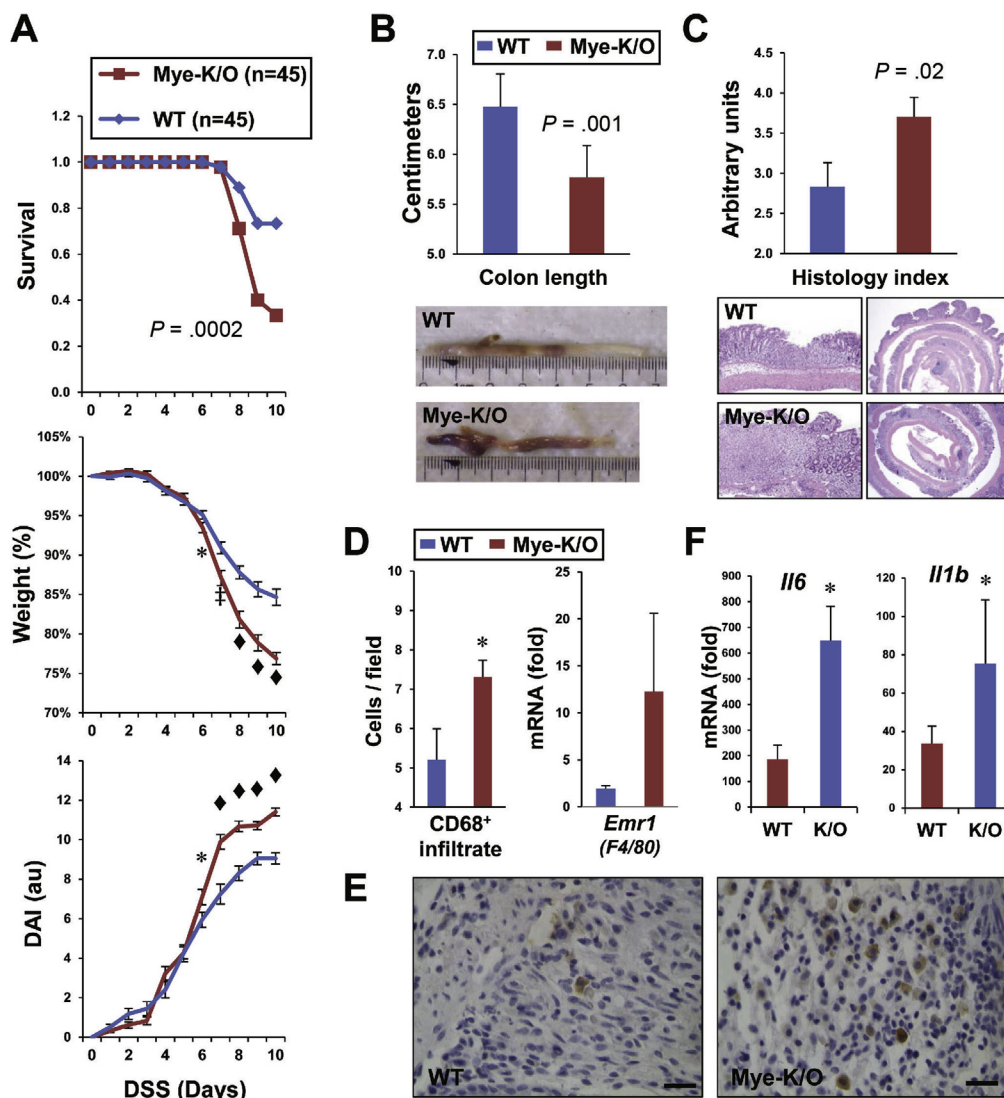 A
Mye-K/O (n=45)
WT (n=45)
Survival
1.2
1.0
0.8
0.6
0.4
0.2
0.0
P = .0002
0 2 4 6 8 10
Weight (%)
105%
100%
95%
90%
85%
80%
75%
70%
*
‡
0 2 4 6 8 10
DAI (au)
14
12
10
8
6
4
2
0
*
0 2 4 6 8 10
DSS (Days)
B
WT Mye-K/O
Centimeters
7.0
6.5
6.0
5.5
5.0
P = .001
Colon length
WT
Mye-K/O
C
Arbitrary units
4.5
4.0
3.5
3.0
2.5
2.0
P = .02
Histology index
WT
Mye-K/O
D
WT Mye-K/O
Cells / field
8
7
6
5
4
*
CD68+
infiltrate
mRNA (fold)
25
20
15
10
5
0
Emr1
(F4/80)
F
mRNA (fold)
900
800
700
600
500
400
300
200
100
0
Il6
*
WT K/O
120
100
80
60
40
20
0
Il1b
*
WT K/O
E
WT
Mye-K/O